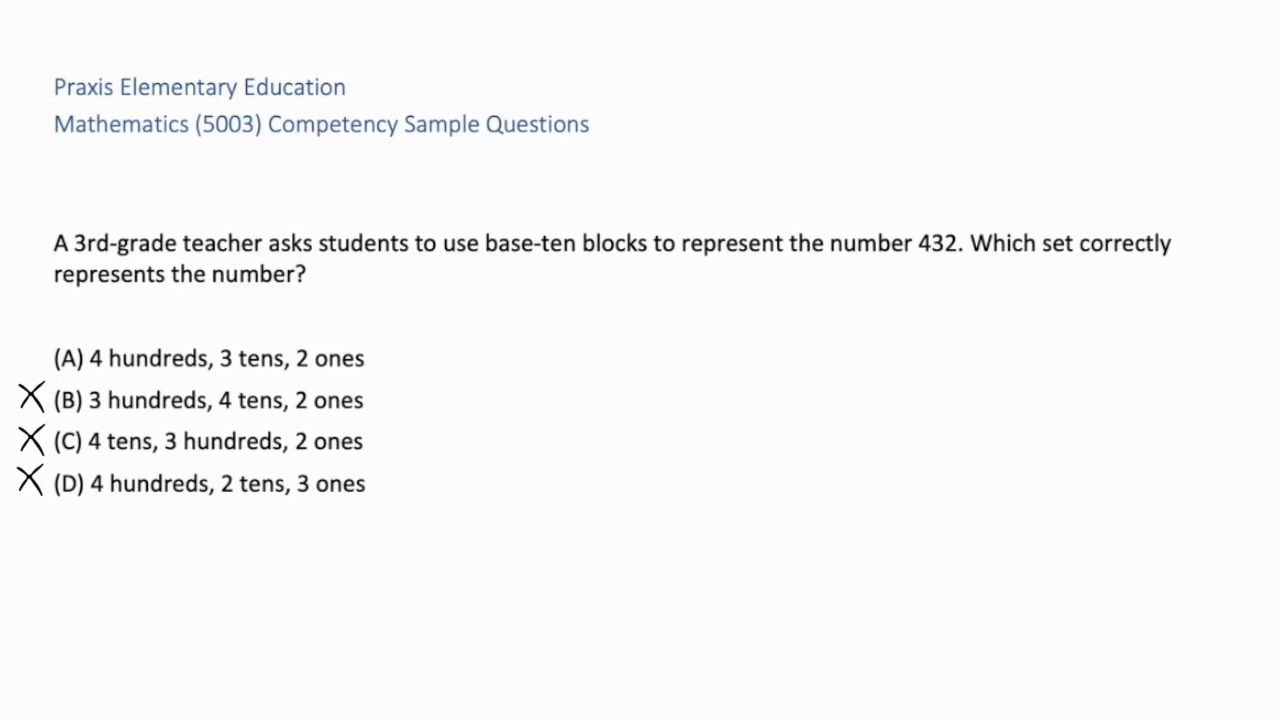 Praxis Elementary Education
Mathematics (5003) Competency Sample Questions
A 3rd-grade teacher asks students to use base-ten blocks to represent the number 432. Which set correctly
represents the number?
(A) 4 hundreds, 3 tens, 2 ones
X (B) 3 hundreds, 4 tens, 2 ones
X (C) 4 tens, 3 hundreds, 2 ones
X (D) 4 hundreds, 2 tens, 3 ones